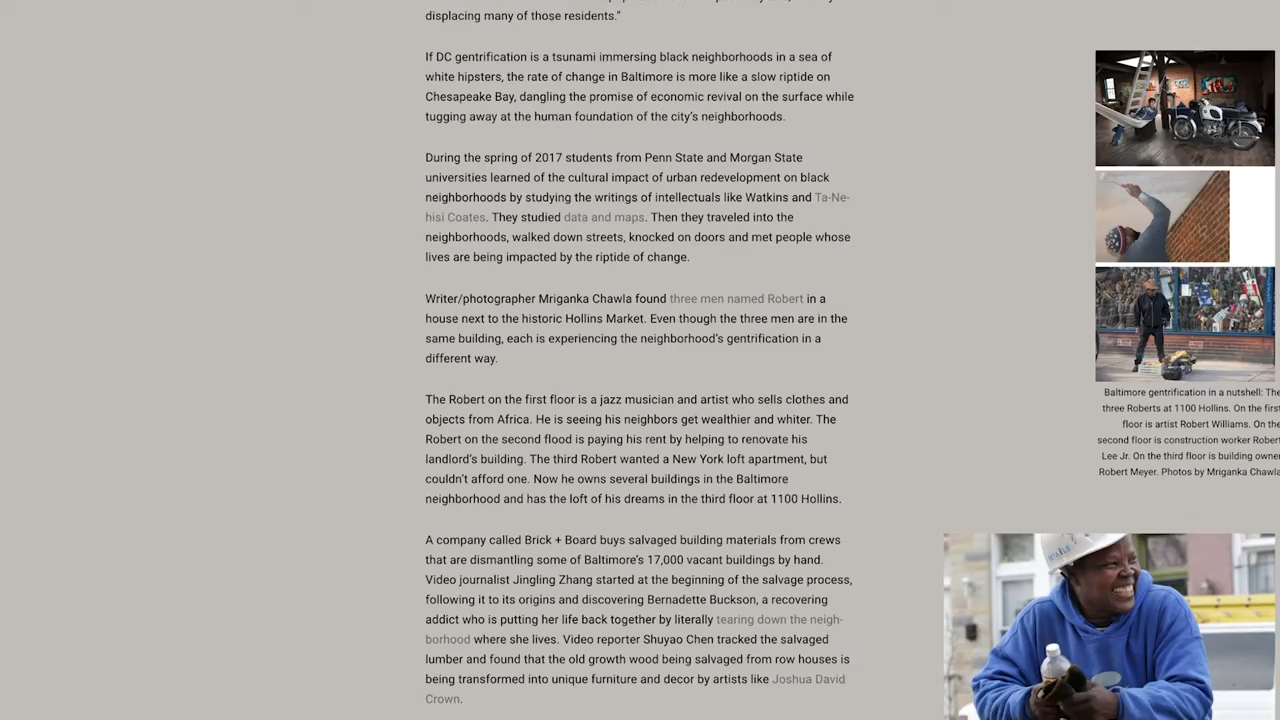 displacing many of those residents."
If DC gentrification is a tsunami immersing black neighborhoods in a sea of
white hipsters, the rate of change in Baltimore is more like a slow riptide on
Chesapeake Bay, dangling the promise of economic revival on the surface while
tugging away at the human foundation of the city's neighborhoods.
During the spring of 2017 students from Penn State and Morgan State
universities learned of the cultural impact of urban redevelopment on black
neighborhoods by studying the writings of intellectuals like Watkins and Ta-Ne-
hisi Coates. They studied data and maps. Then they traveled into the
neighborhoods, walked down streets, knocked on doors and met people whose
lives are being impacted by the riptide of change.
Writer/photographer Mriganka Chawla found three men named Robert in a
house next to the historic Hollins Market. Even though the three men are in the
same building, each is experiencing the neighborhood's gentrification in a
different way.
The Robert on the first floor is a jazz musician and artist who sells clothes and
objects from Africa. He is seeing his neighbors get wealthier and whiter. The
Robert on the second flood is paying his rent by helping to renovate his
landlord's building. The third Robert wanted a New York loft apartment, but
couldn't afford one. Now he owns several buildings in the Baltimore
neighborhood and has the loft of his dreams in the third floor at 1100 Hollins.
A company called Brick + Board buys salvaged building materials from crews
that are dismantling some of Baltimore's 17,000 vacant buildings by hand.
Video journalist Jingling Zhang started at the beginning of the salvage process,
following it to its origins and discovering Bernadette Buckson, a recovering
addict who is putting her life back together by literally tearing down the neigh-
borhood where she lives. Video reporter Shuyao Chen tracked the salvaged
lumber and found that the old growth wood being salvaged from row houses is
being transformed into unique furniture and decor by artists like Joshua David
Crown.
Baltimore gentrification in a nutshell: The
three Roberts at 1100 Hollins. On the first
floor is artist Robert Williams. On the
second floor is construction worker Robert
Lee Jr. On the third floor is building owner
Robert Meyer. Photos by Mriganka Chawla